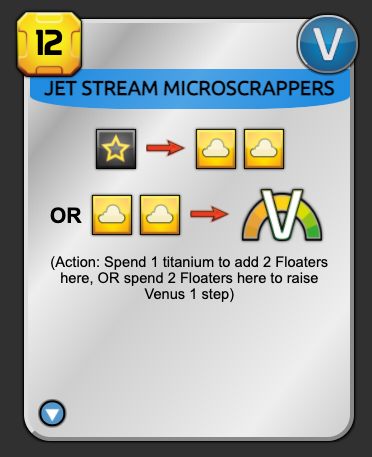 12
V
JET STREAM MICROSCRAPPERS
OR
V
(Action: Spend 1 titanium to add 2 Floaters
here, OR spend 2 Floaters here to raise
Venus 1 step)